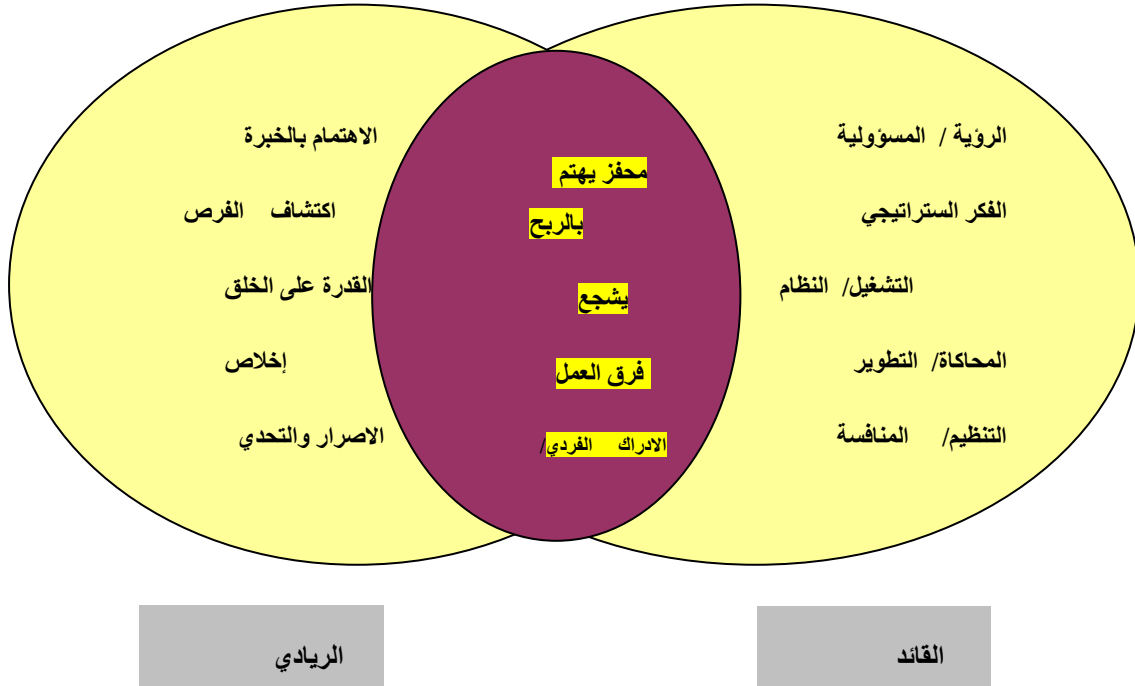 الرؤية / المسؤولية
الفكر الستراتيجي
التشغيل/ النظام
المحاكاة/ التطوير
التنظيم/ المنافسة
محفز يهتم
بالربح
يشجع
فرق العمل
الادراك الفردي/
الاهتمام بالخبرة
اكتشاف الفرص
القدرة على الخلق
إخلاص
الاصرار والتحدي
القائد
الريادي